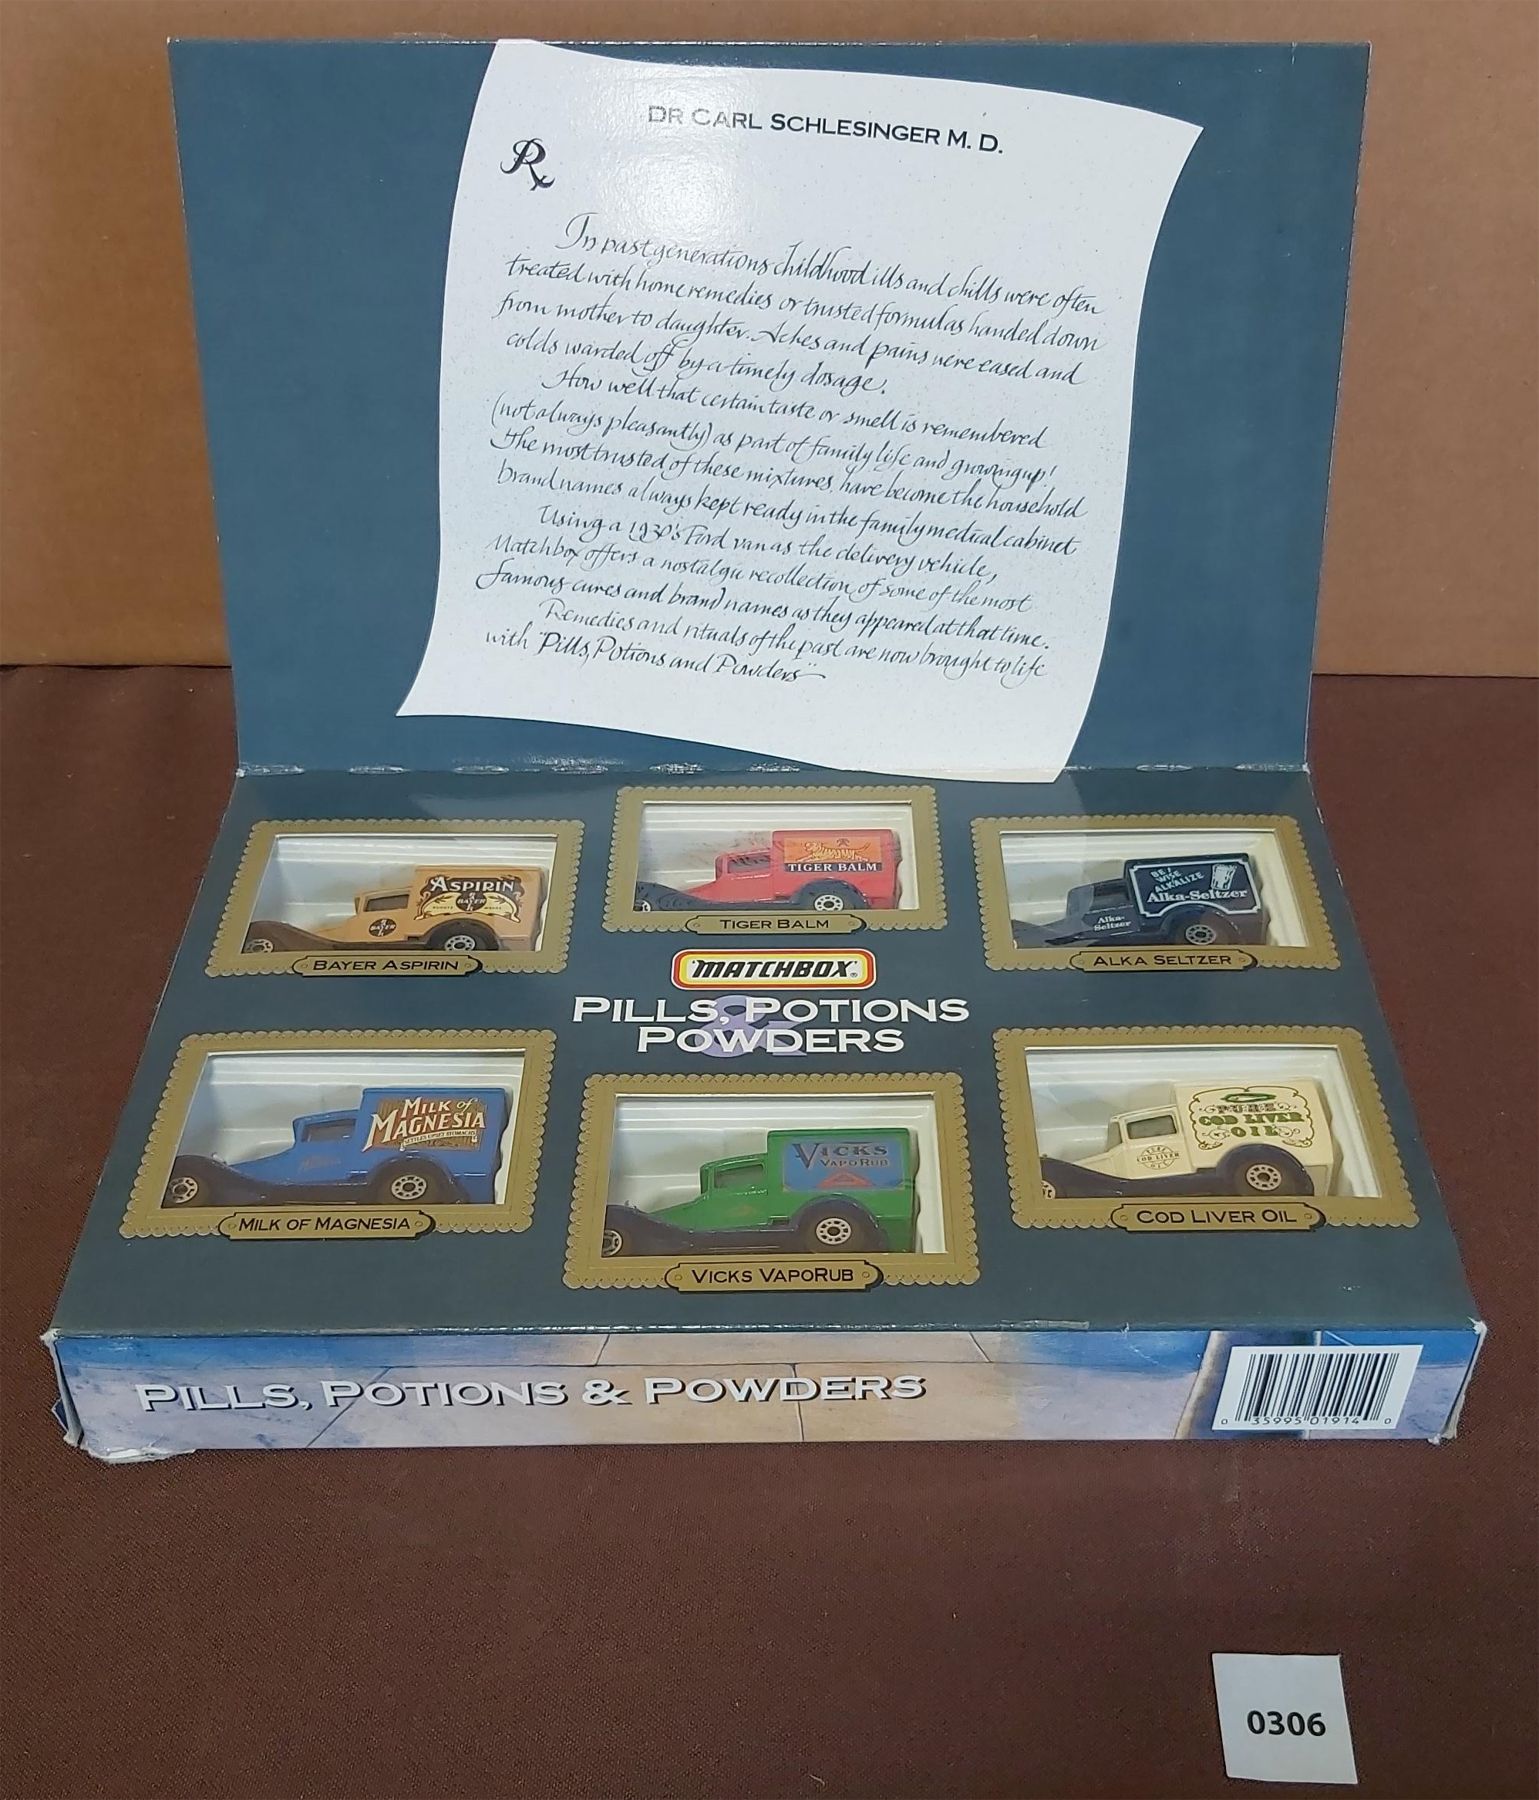 DR CARL SCHLESINGER M. D.
Rx
In past generations childhood ills and chills were often
treated with home remedies or trusted formulas handed down
from mother to daughter. Aches and pains were eased and
colds warded off by a timely dosage.
How well that certain taste or smell is remembered
(not always pleasantly) as part of family life and growing up!
The most trusted of these mixtures, have become the household
brand names always kept ready in the family medical cabinet
Using a 1930's Ford van as the delivery vehicle,
Matchbox offers a nostalgic recollection of some of the most
famous cures and brand names as they appeared at that time.
Remedies and rituals of the past are now brought to life
with "Pills, Potions and Powders"
ASPIRIN
BAYER
BAYER
BAYER ASPIRIN
TIGER BALM
TIGER BALM
BE WISE
ALKALIZE
Alka-Seltzer
Alka-
Seltzer
ALKA SELTZER
MATCHBOX®
PILLS, POTIONS
&
POWDERS
MILK of
MAGNESIA
SETTLES UPSET STOMACHS
MILK OF MAGNESIA
VICKS
VAPORUB
VICKS VAPORUB
PURE
COD LIVER
OIL
PURE
COD LIVER
OIL
COD LIVER OIL
PILLS, POTIONS & POWDERS
0 35995 01914 0
0306